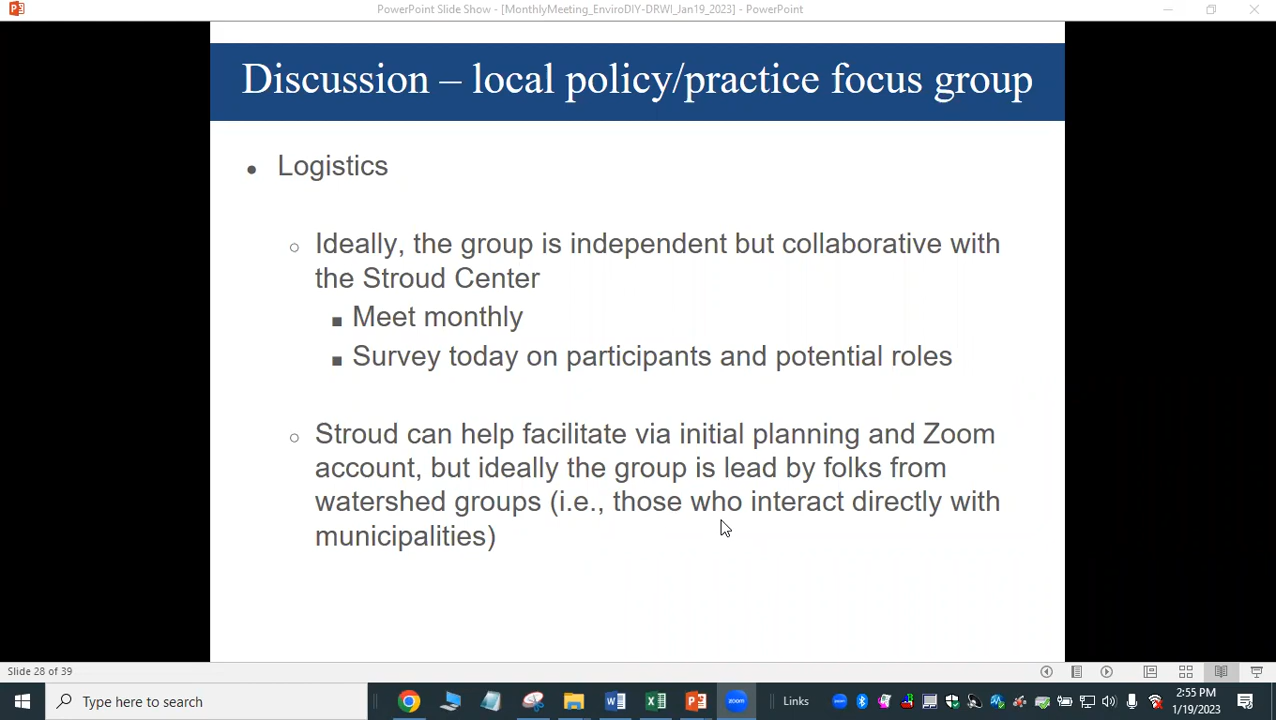 PowerPoint Slide Show - [MonthlyMeeting_EnviroDIY-DRWI_Jan19_2023] - PowerPoint
Discussion – local policy/practice focus group
● Logistics
○ Ideally, the group is independent but collaborative with
the Stroud Center
■ Meet monthly
■ Survey today on participants and potential roles
○ Stroud can help facilitate via initial planning and Zoom
account, but ideally the group is lead by folks from
watershed groups (i.e., those who interact directly with
municipalities)
Slide 28 of 39
Type here to search
zoom
Links
2:55 PM
1/19/2023